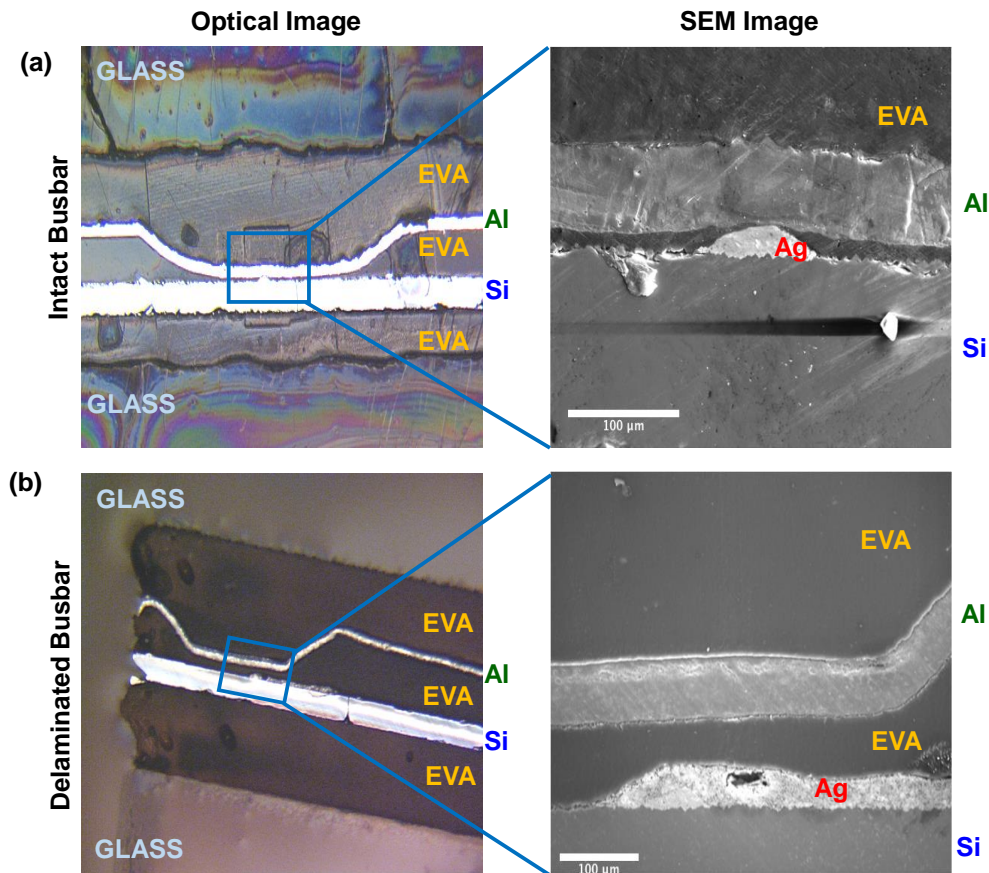 Optical Image
SEM Image
(a)
Intact Busbar
GLASS
EVA
Al
EVA
Si
EVA
GLASS
EVA
Al
Ag
Si
100 µm
(b)
Delaminated Busbar
GLASS
EVA
Al
EVA
Si
EVA
GLASS
EVA
Al
EVA
Ag
Si
100 µm